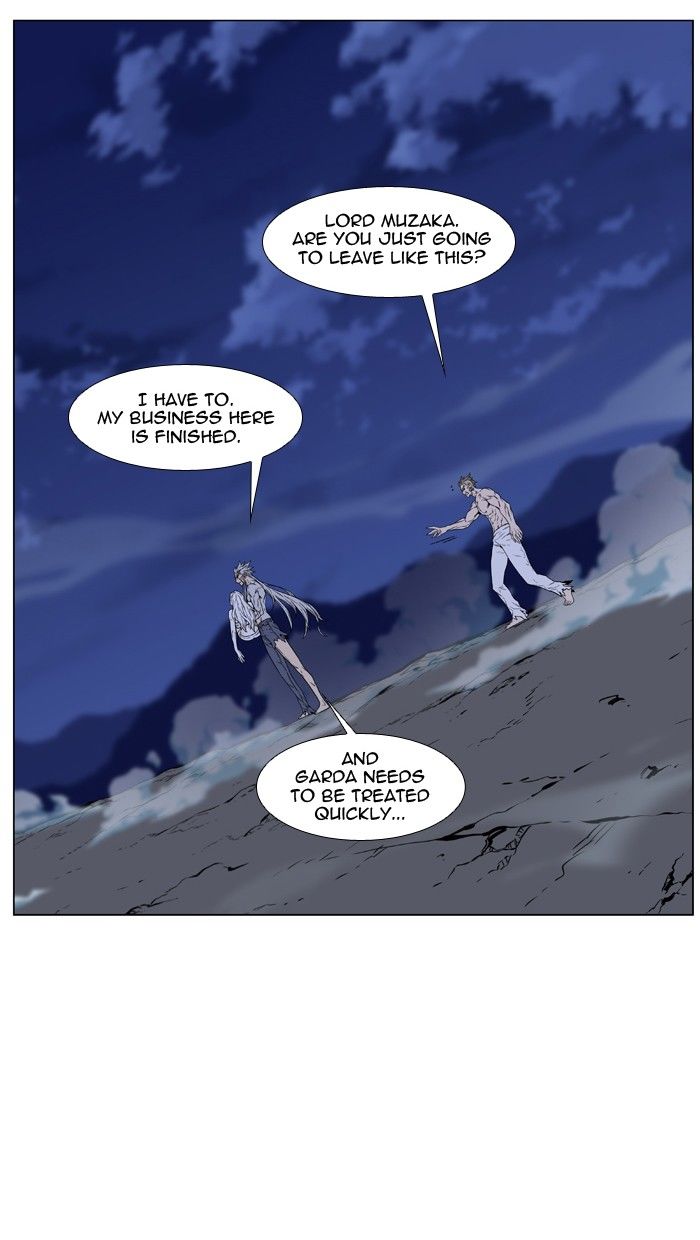 LORD MUZAKA.
ARE YOU JUST GOING
TO LEAVE LIKE THIS?
I HAVE TO.
MY BUSINESS HERE
IS FINISHED.
AND
GARDA NEEDS
TO BE TREATED
QUICKLY...